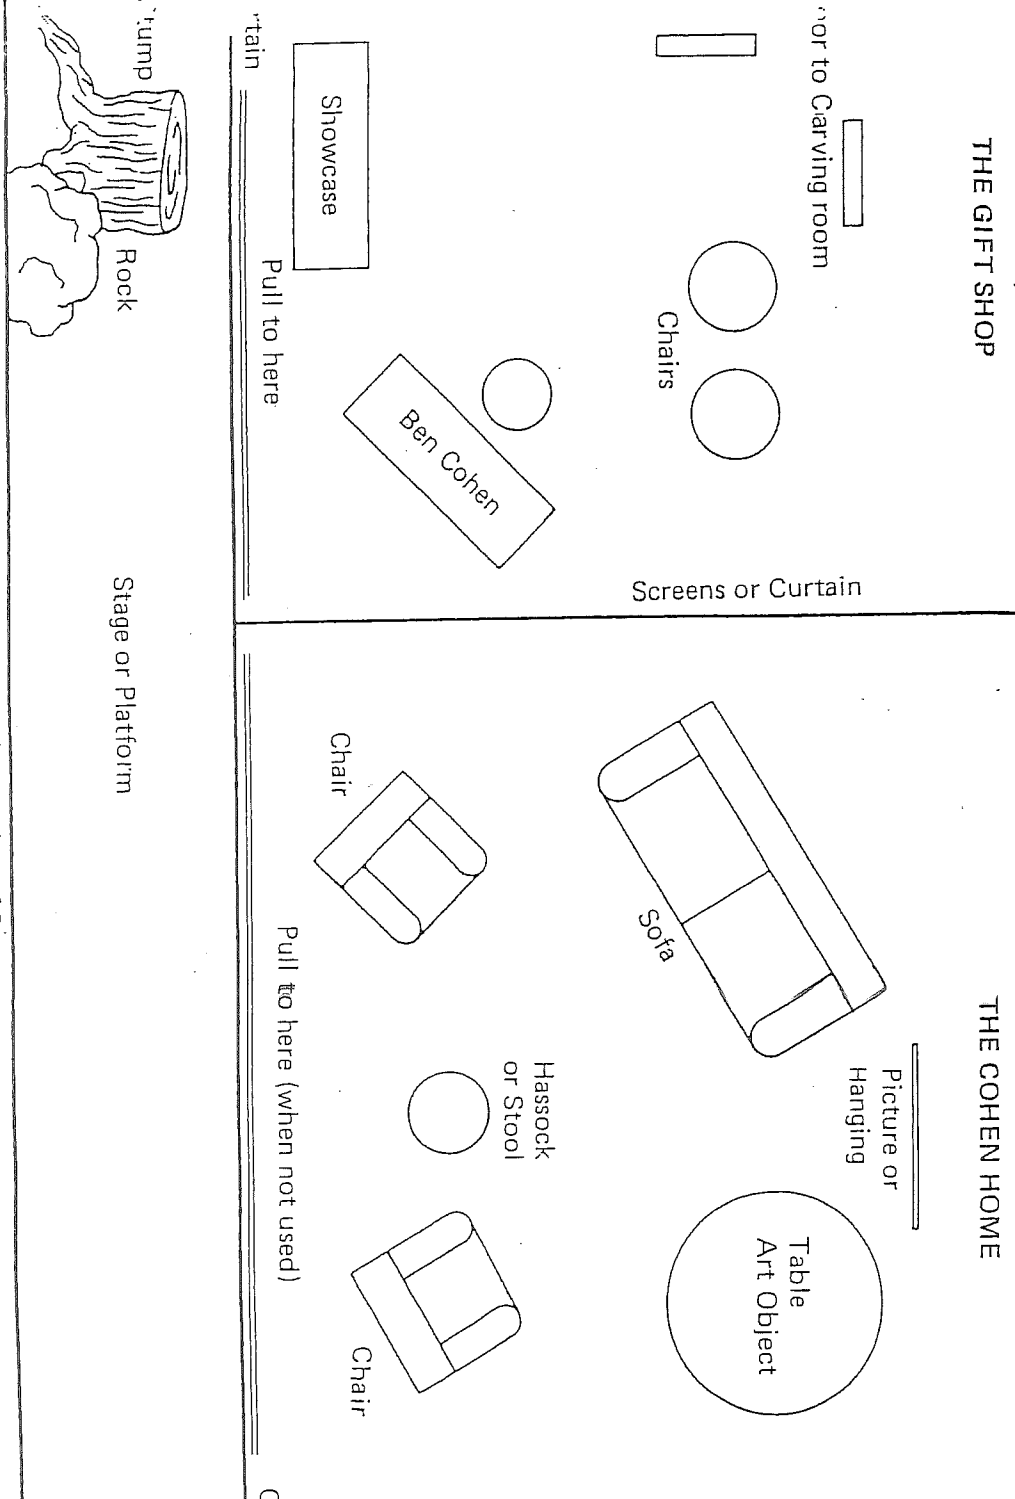 THE GIFT SHOP
THE COHEN HOME
to Carving room
Chairs
Ben Cohen
Showcase
Pull to here
Screens or Curtain
Sofa
Picture or
Hanging
Table
Art Object
Hassock
or Stool
Chair
Chair
Pull to here (when not used)
Rock
Stage or Platform